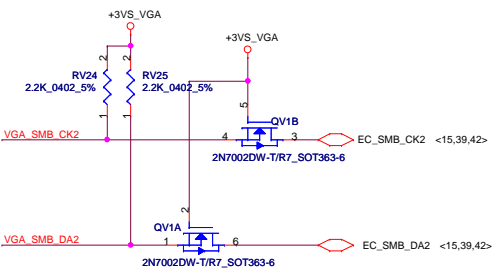 +3VS_VGA
+3VS_VGA
2 2
RV24 RV25
2.2K_0402_5% 2.2K_0402_5%
1 1
5
QV1B
VGA_SMB_CK2 4 3 EC_SMB_CK2 <15,39,42>
2N7002DW-T/R7_SOT363-6
2
QV1A
VGA_SMB_DA2 1 6 EC_SMB_DA2 <15,39,42>
2N7002DW-T/R7_SOT363-6